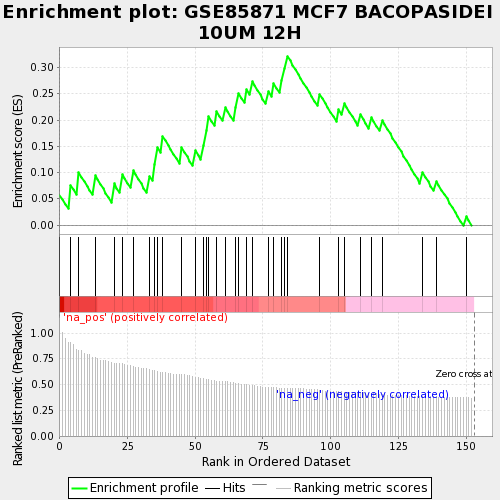 Enrichment plot: GSE85871 MCF7 BACOPASIDEI
10UM 12H
Enrichment score (ES)
0.30
0.25
0.20
0.15
0.10
0.05
0.00
'na_pos' (positively correlated)
Ranked list metric (PreRanked)
1.00
0.75
0.50
0.25
0.00
Zero cross at
'na_neg' (negatively correlated)
0
25
50
75
100
125
150
Rank in Ordered Dataset
Enrichment profile
Hits
Ranking metric scores